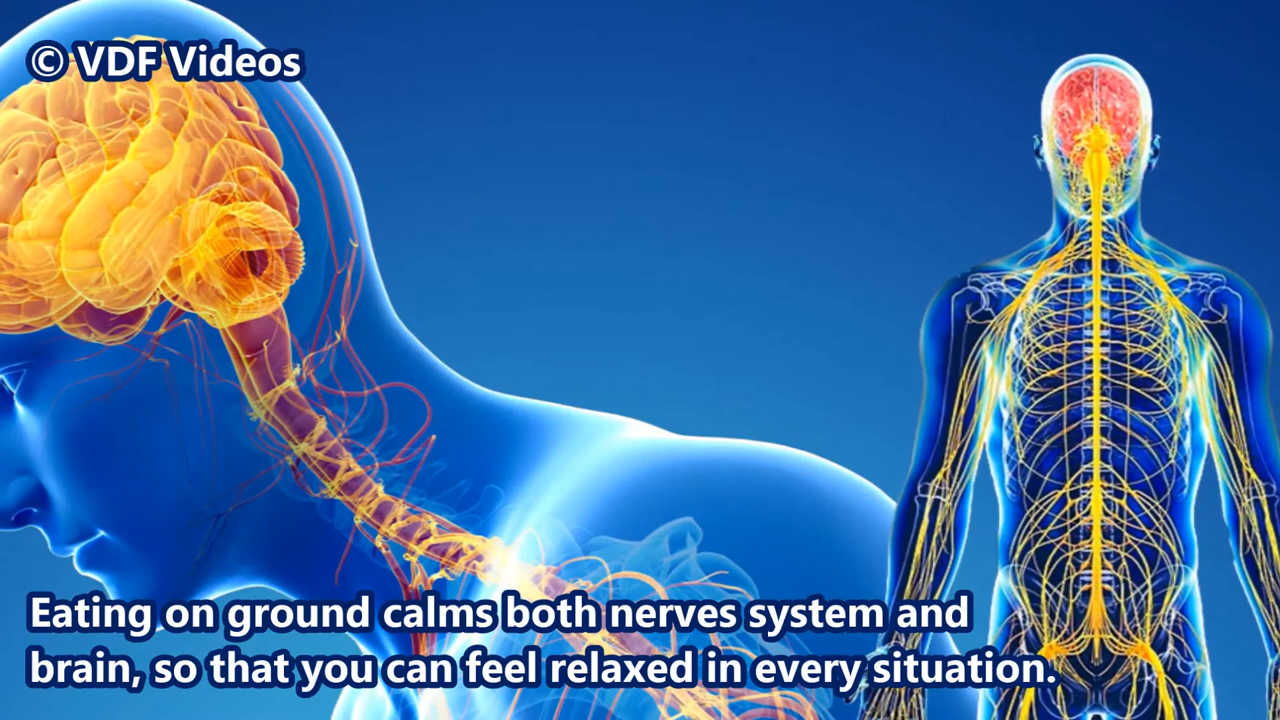 © VDF Videos
Eating on ground calms both nerves system and
brain, so that you can feel relaxed in every situation.